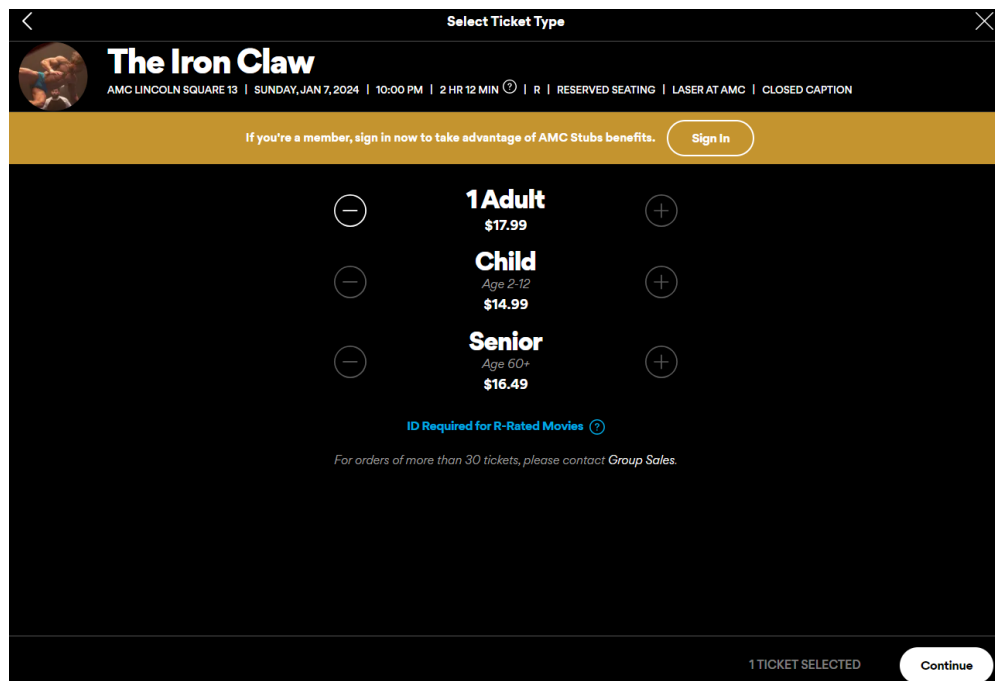 Select Ticket Type
The Iron Claw
AMC LINCOLN SQUARE 13 | SUNDAY, JAN 7, 2024 | 10:00 PM | 2 HR 12 MIN ? | R | RESERVED SEATING | LASER AT AMC | CLOSED CAPTION
If you're a member, sign in now to take advantage of AMC Stubs benefits. Sign In
1 Adult
$17.99
Child
Age 2-12
$14.99
Senior
Age 60+
$16.49
ID Required for R-Rated Movies ?
For orders of more than 30 tickets, please contact Group Sales.
1 TICKET SELECTED Continue